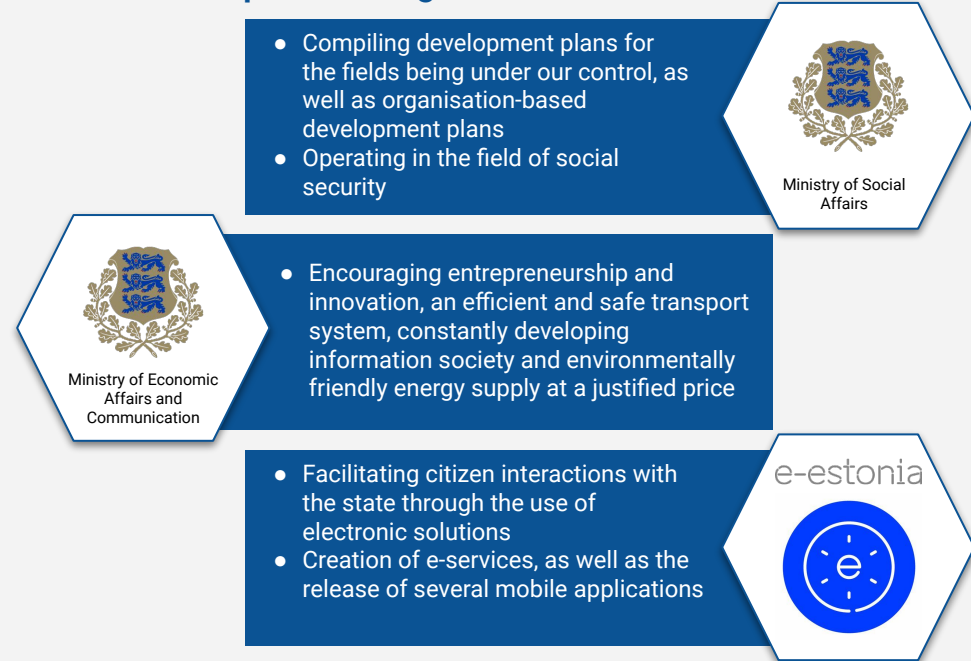 ● Compiling development plans for
the fields being under our control, as
well as organisation-based
development plans
● Operating in the field of social
security
Ministry of Social
Affairs
● Encouraging entrepreneurship and
innovation, an efficient and safe transport
system, constantly developing
information society and environmentally
friendly energy supply at a justified price
Ministry of Economic
Affairs and
Communication
● Facilitating citizen interactions with
the state through the use of
electronic solutions
● Creation of e-services, as well as the
release of several mobile applications
e-estonia
e